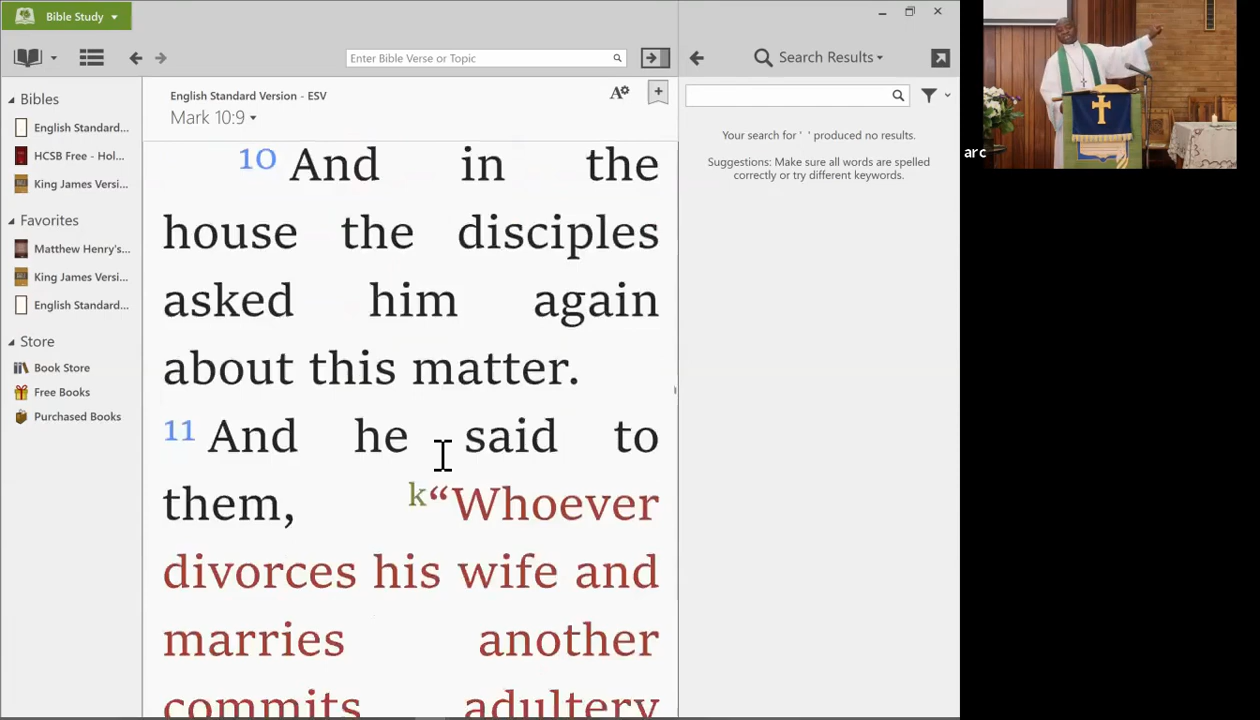 Bible Study
Enter Bible Verse or Topic
Search Results
Bibles
English Standard...
HCSB Free - Hol...
King James Versi...
Favorites
Matthew Henry's...
King James Versi...
English Standard...
Store
Book Store
Free Books
Purchased Books
English Standard Version - ESV
Mark 10:9
10 And in the
house the disciples
asked him again
about this matter.
11 And he said to
them, k“Whoever
divorces his wife and
marries another
commits adultery
Your search for ' ' produced no results.
Suggestions: Make sure all words are spelled
correctly or try different keywords.
arc